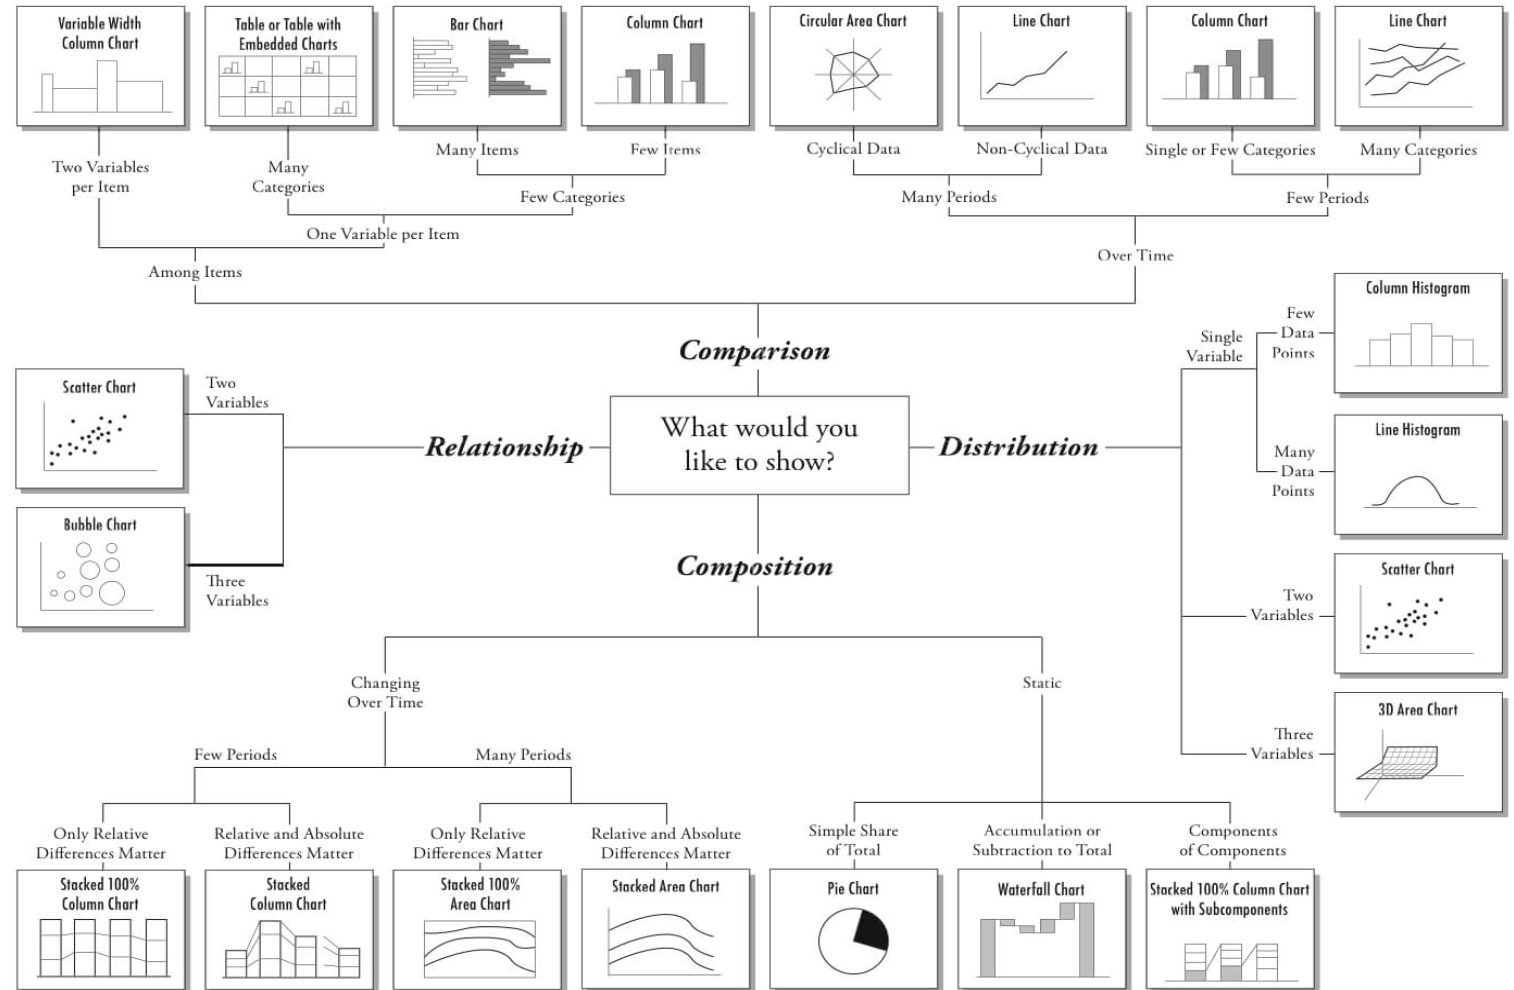 Variable Width
Column Chart
Table or Table with
Embedded Charts
Bar Chart
Column Chart
Circular Area Chart
Line Chart
Column Chart
Line Chart
Two Variables
per Item
Many
Categories
Many Items
Few Items
Cyclical Data
Non-Cyclical Data
Single or Few Categories
Many Categories
Few Categories
Many Periods
Few Periods
One Variable per Item
Over Time
Among Items
Comparison
What would you
like to show?
Relationship
Two
Variables
Scatter Chart
Three
Variables
Bubble Chart
Distribution
Single
Variable
Few
Data
Points
Column Histogram
Many
Data
Points
Line Histogram
Two
Variables
Scatter Chart
Three
Variables
3D Area Chart
Composition
Changing
Over Time
Static
Few Periods
Many Periods
Only Relative
Differences Matter
Relative and Absolute
Differences Matter
Only Relative
Differences Matter
Relative and Absolute
Differences Matter
Simple Share
of Total
Accumulation or
Subtraction to Total
Components
of Components
Stacked 100%
Column Chart
Stacked
Column Chart
Stacked 100%
Area Chart
Stacked Area Chart
Pie Chart
Waterfall Chart
Stacked 100% Column Chart
with Subcomponents